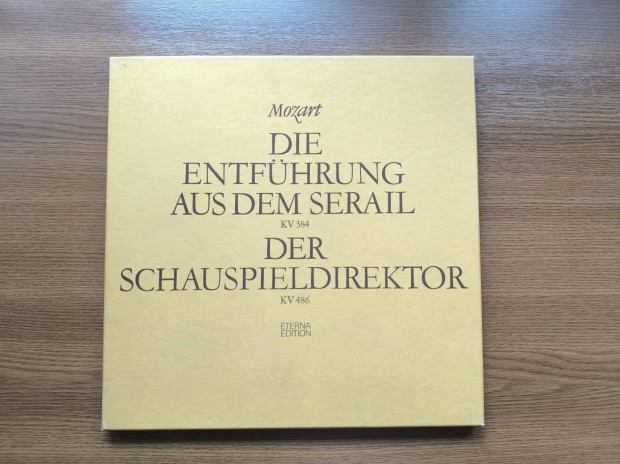 Mozart
DIE
ENTFÜHRUNG
AUS DEM SERAIL
KV 384
DER
SCHAUSPIELDIREKTOR
KV 486
ETERNA
EDITION